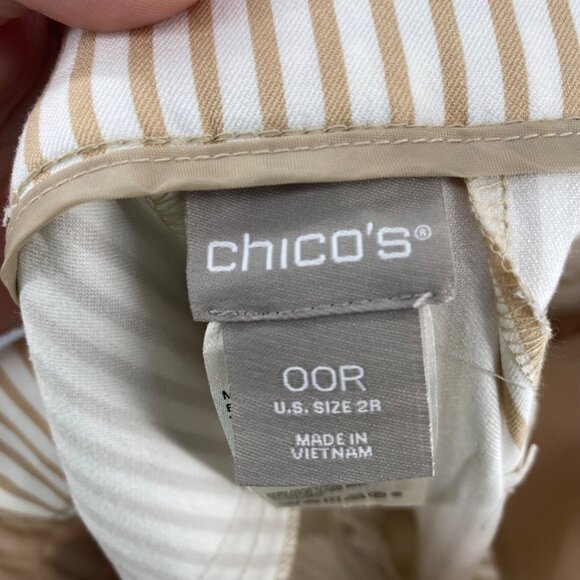 chico's®
00R
U.S. SIZE 2R
MADE IN
VIETNAM